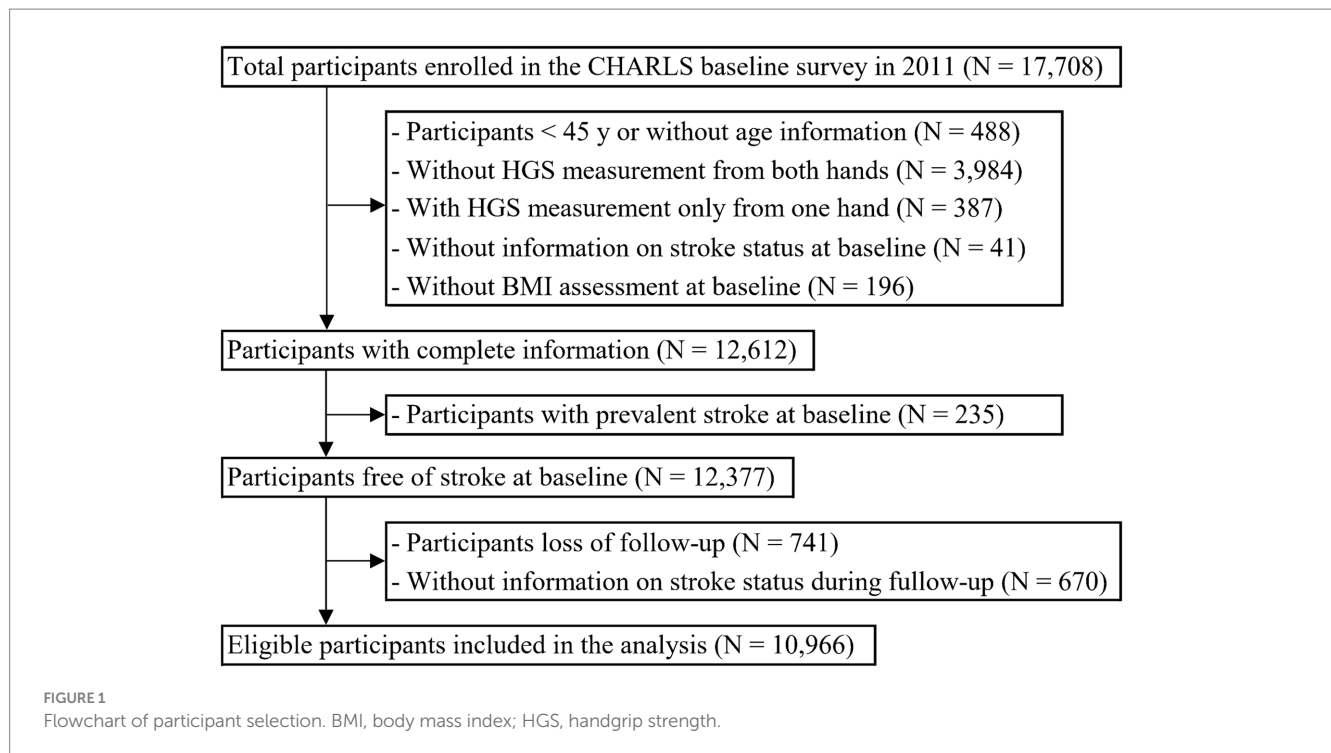 Total participants enrolled in the CHARLS baseline survey in 2011 (N = 17,708)
- Participants < 45 y or without age information (N = 488)
- Without HGS measurement from both hands (N = 3,984)
- With HGS measurement only from one hand (N = 387)
- Without information on stroke status at baseline (N = 41)
- Without BMI assessment at baseline (N = 196)
Participants with complete information (N = 12,612)
- Participants with prevalent stroke at baseline (N = 235)
Participants free of stroke at baseline (N = 12,377)
- Participants loss of follow-up (N = 741)
- Without information on stroke status during fullow-up (N = 670)
Eligible participants included in the analysis (N = 10,966)
FIGURE 1
Flowchart of participant selection. BMI, body mass index; HGS, handgrip strength.